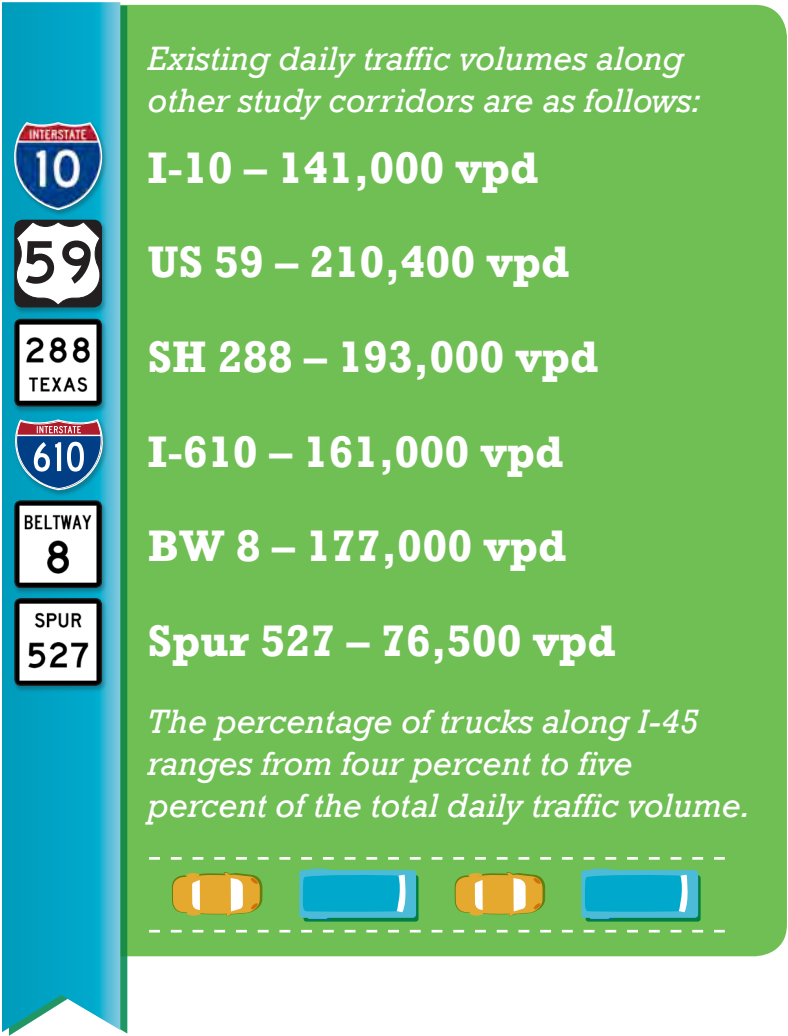 Existing daily traffic volumes along
other study corridors are as follows:
INTERSTATE
10
I-10 – 141,000 vpd
59
US 59 – 210,400 vpd
288
TEXAS
SH 288 – 193,000 vpd
INTERSTATE
610
I-610 – 161,000 vpd
BELTWAY
8
BW 8 – 177,000 vpd
SPUR
527
Spur 527 – 76,500 vpd
The percentage of trucks along I-45
ranges from four percent to five
percent of the total daily traffic volume.